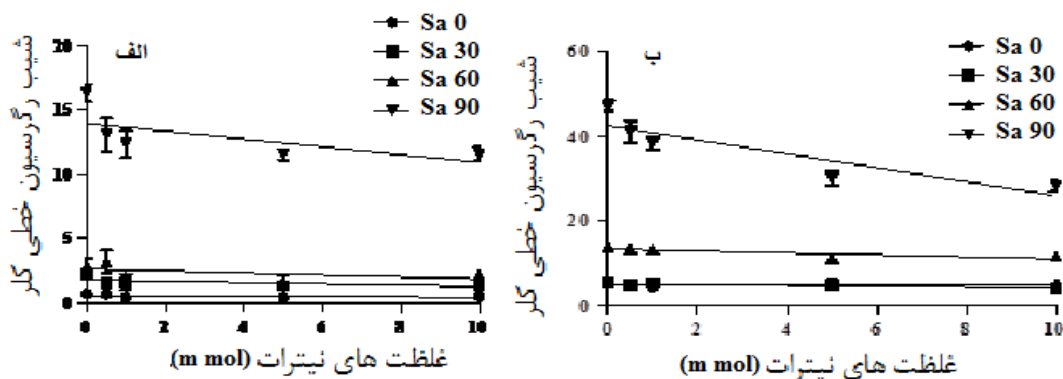 الف
Sa 0
Sa 30
Sa 60
Sa 90
شیب رگرسیون خطی کلر
20
15
10
5
0
0 2 4 6 8 10
غلظت های نیترات (m mol)
ب
Sa 0
Sa 30
Sa 60
Sa 90
شیب رگرسیون خطی کلر
60
40
20
0
0 2 4 6 8 10
غلظت های نیترات (m mol)